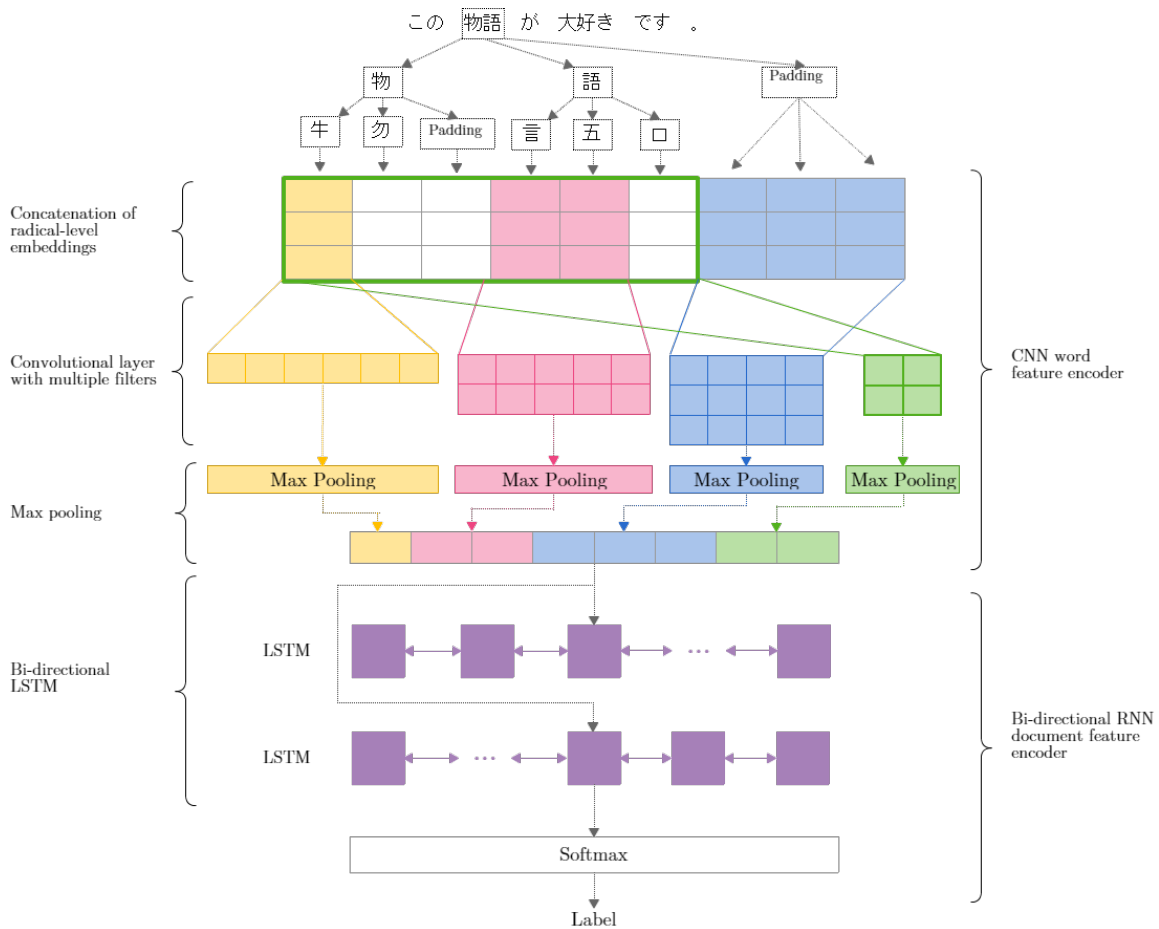 この 物語 が 大好き です 。
物
語
Padding
牛
勿
Padding
言
五
口
Concatenation of
radical-level
embeddings
Convolutional layer
with multiple filters
CNN word
feature encoder
Max Pooling
Max Pooling
Max Pooling
Max Pooling
Max pooling
LSTM
Bi-directional
LSTM
Bi-directional RNN
document feature
encoder
LSTM
Softmax
Label